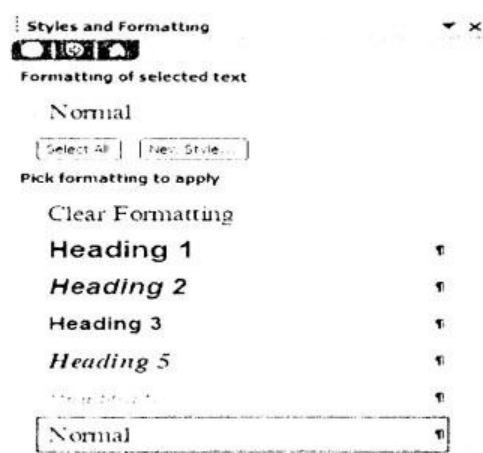 Styles and Formatting
Formatting of selected text
Normal
Select All New Style...
Pick formatting to apply
Clear Formatting
Heading 1 ¶
Heading 2 ¶
Heading 3 ¶
Heading 5 ¶
¶
Normal ¶